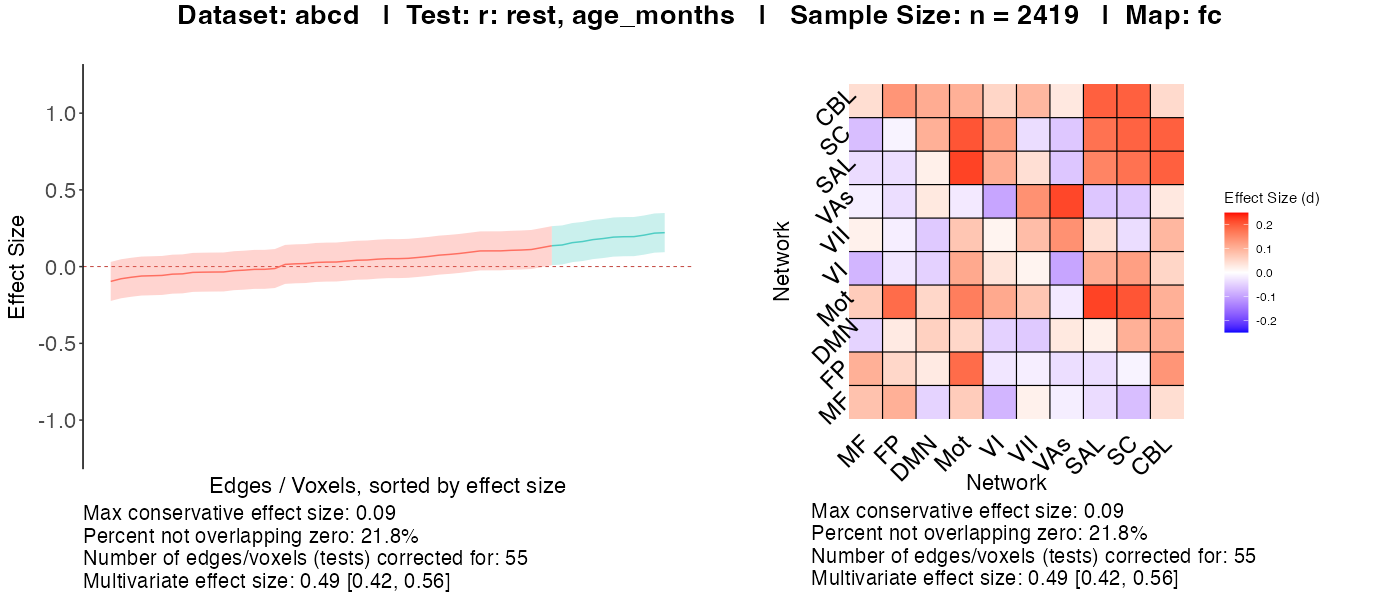 Dataset: abcd | Test: r: rest, age_months | Sample Size: n = 2419 | Map: fc
Effect Size
1.0
0.5
0.0
-0.5
-1.0
Edges / Voxels, sorted by effect size
Max conservative effect size: 0.09
Percent not overlapping zero: 21.8%
Number of edges/voxels (tests) corrected for: 55
Multivariate effect size: 0.49 [0.42, 0.56]
Network
CBL
SC
SAL
VAs
VII
VI
Mot
DMN
FP
MF
MF FP DMN Mot VI VII VAs SAL SC CBL
Network
Effect Size (d)
0.2
0.1
0.0
-0.1
-0.2
Max conservative effect size: 0.09
Percent not overlapping zero: 21.8%
Number of edges/voxels (tests) corrected for: 55
Multivariate effect size: 0.49 [0.42, 0.56]